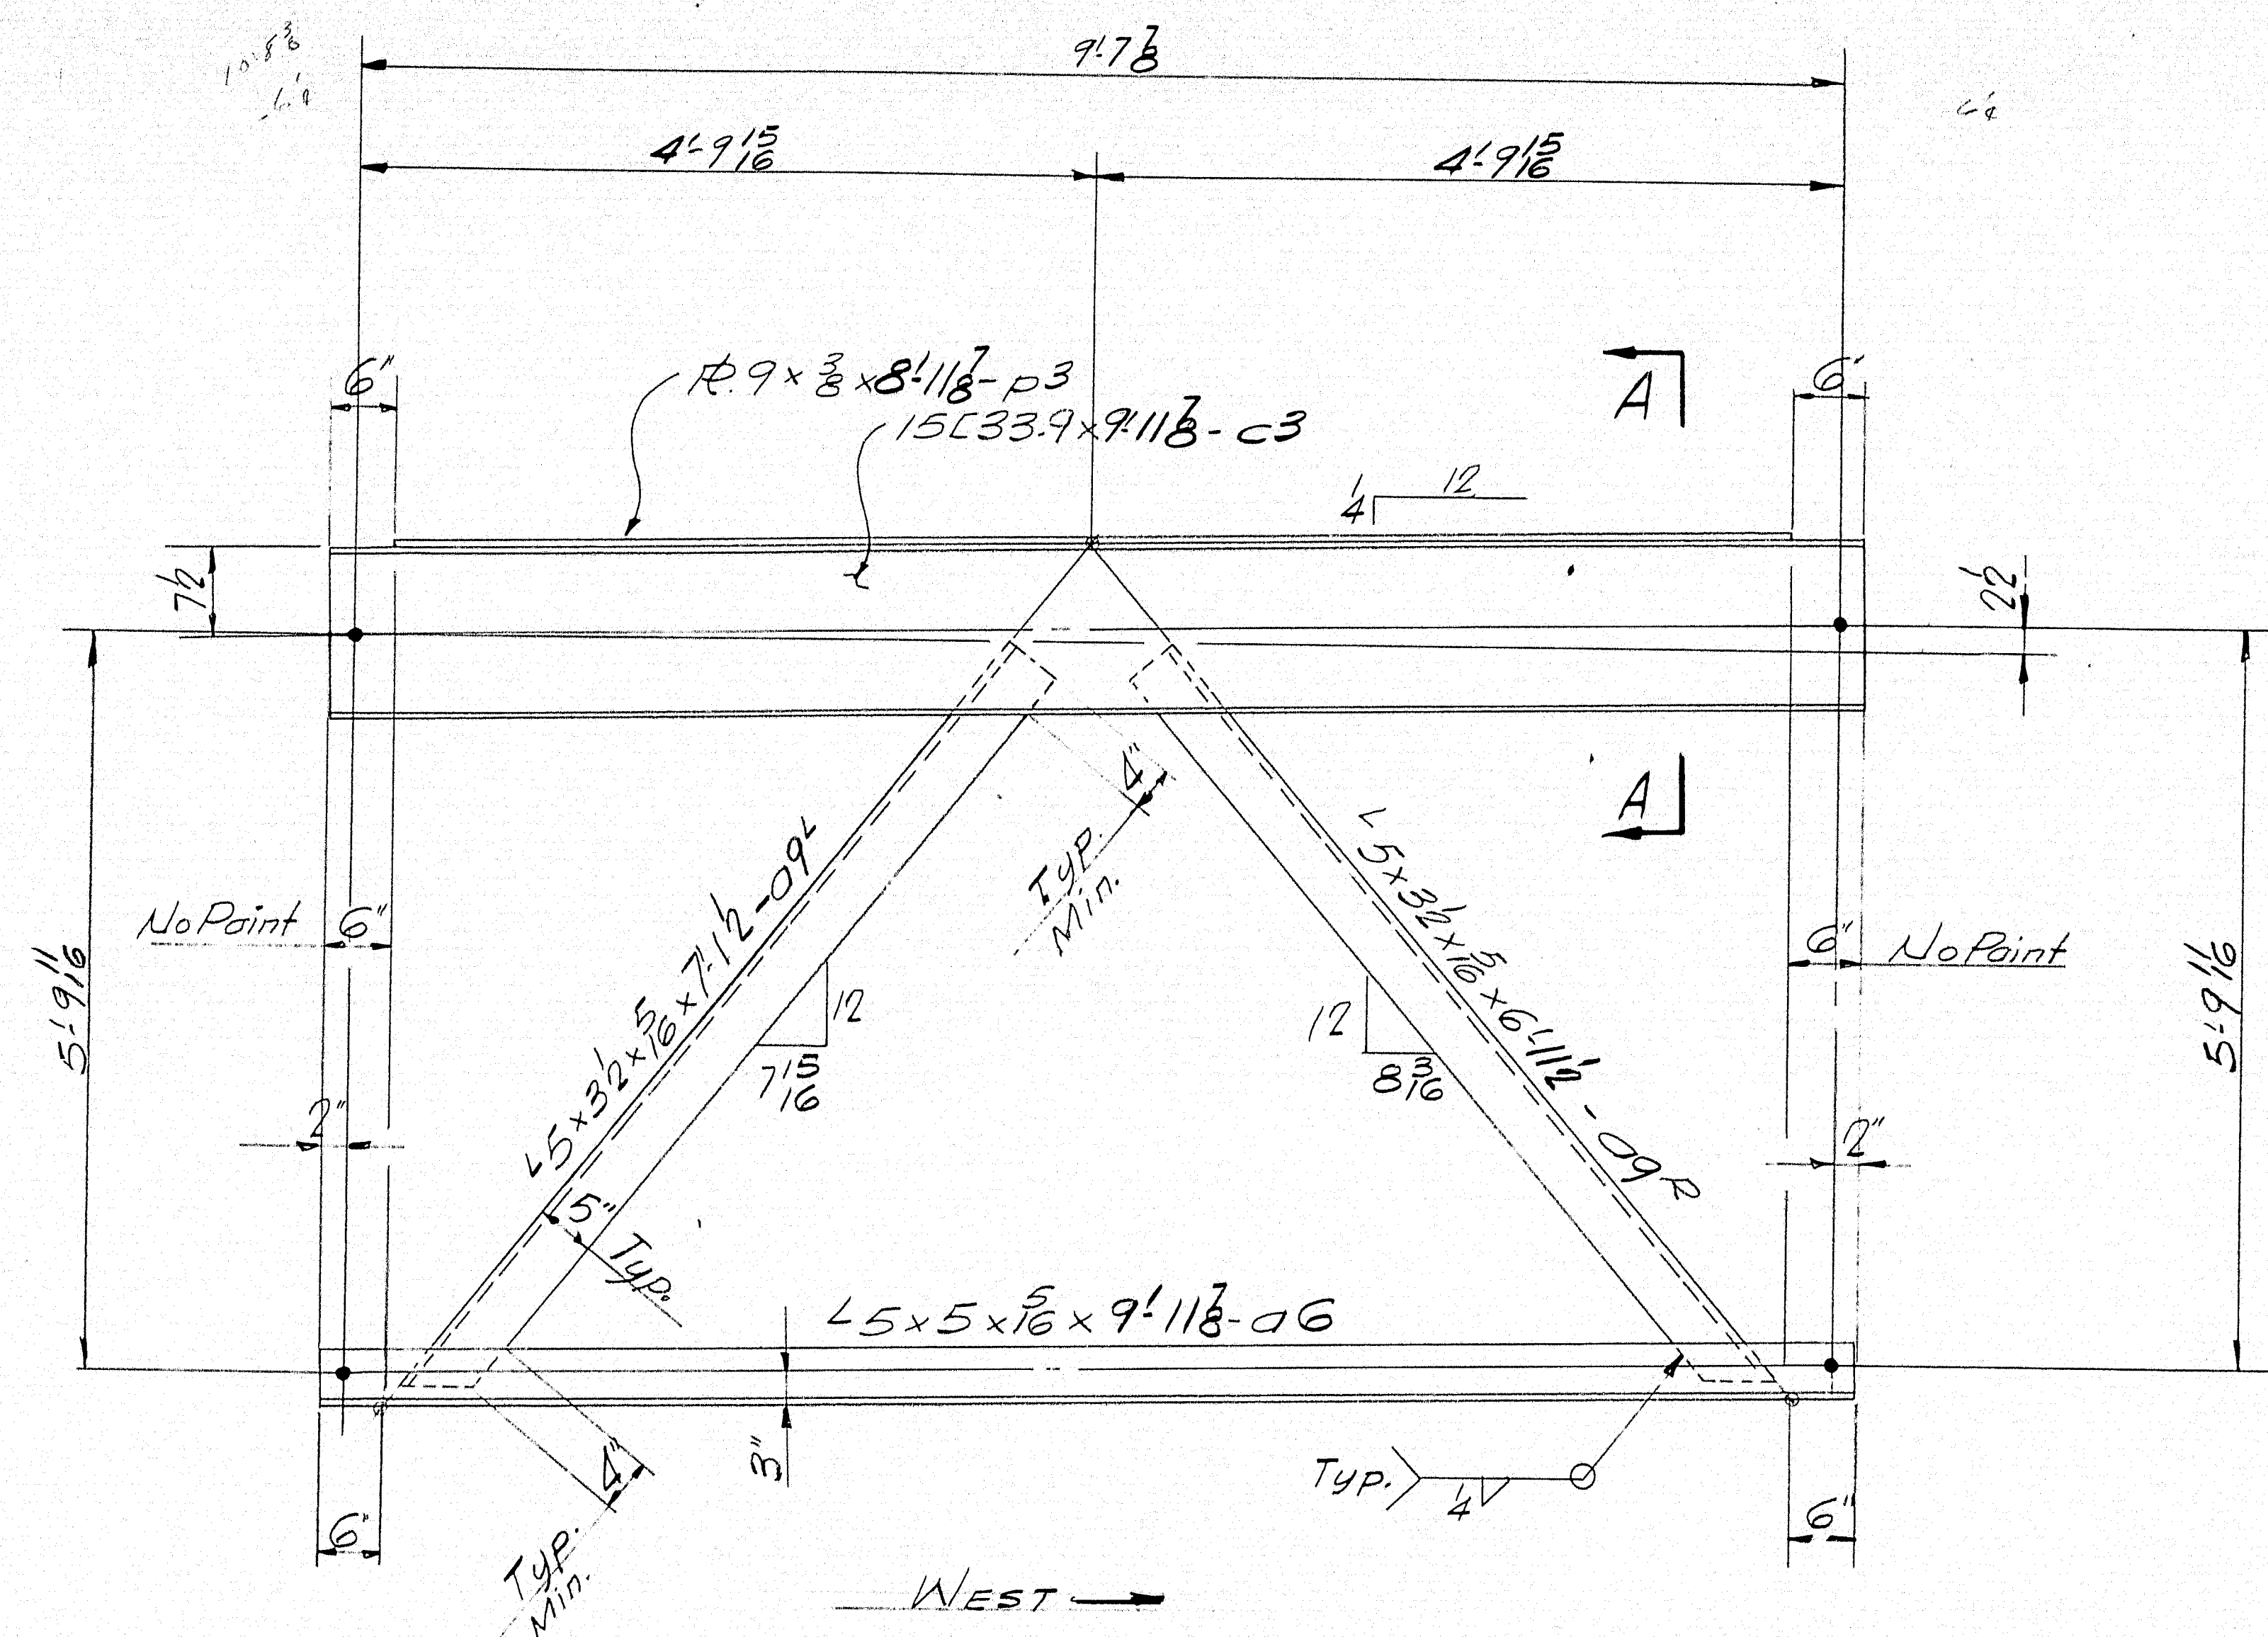 10'-8 3/8
9'-7 7/8
4'-9 15/16
4'-9 15/16
6"
6"
PL 9 x 3/8 x 8'-11 7/8 - p3
15[33.9 x 9'-11 7/8 - c3
A
1/4
12
7 1/2
2 1/2
4"
Typ.
Min.
A
∠5 x 3 1/2 x 5/16 x 7'-1 1/2 - a9L
∠5 x 3 1/2 x 5/16 x 6'-11 1/2 - a9R
No Paint
6"
6"
No Paint
5'-9 11/16
5'-9 11/16
12
7 15/16
12
8 3/16
2"
2"
5"
Typ.
∠5 x 5 x 5/16 x 9'-11 7/8 - a6
3"
4"
Typ.
Min.
Typ.
1/4
6"
6"
WEST